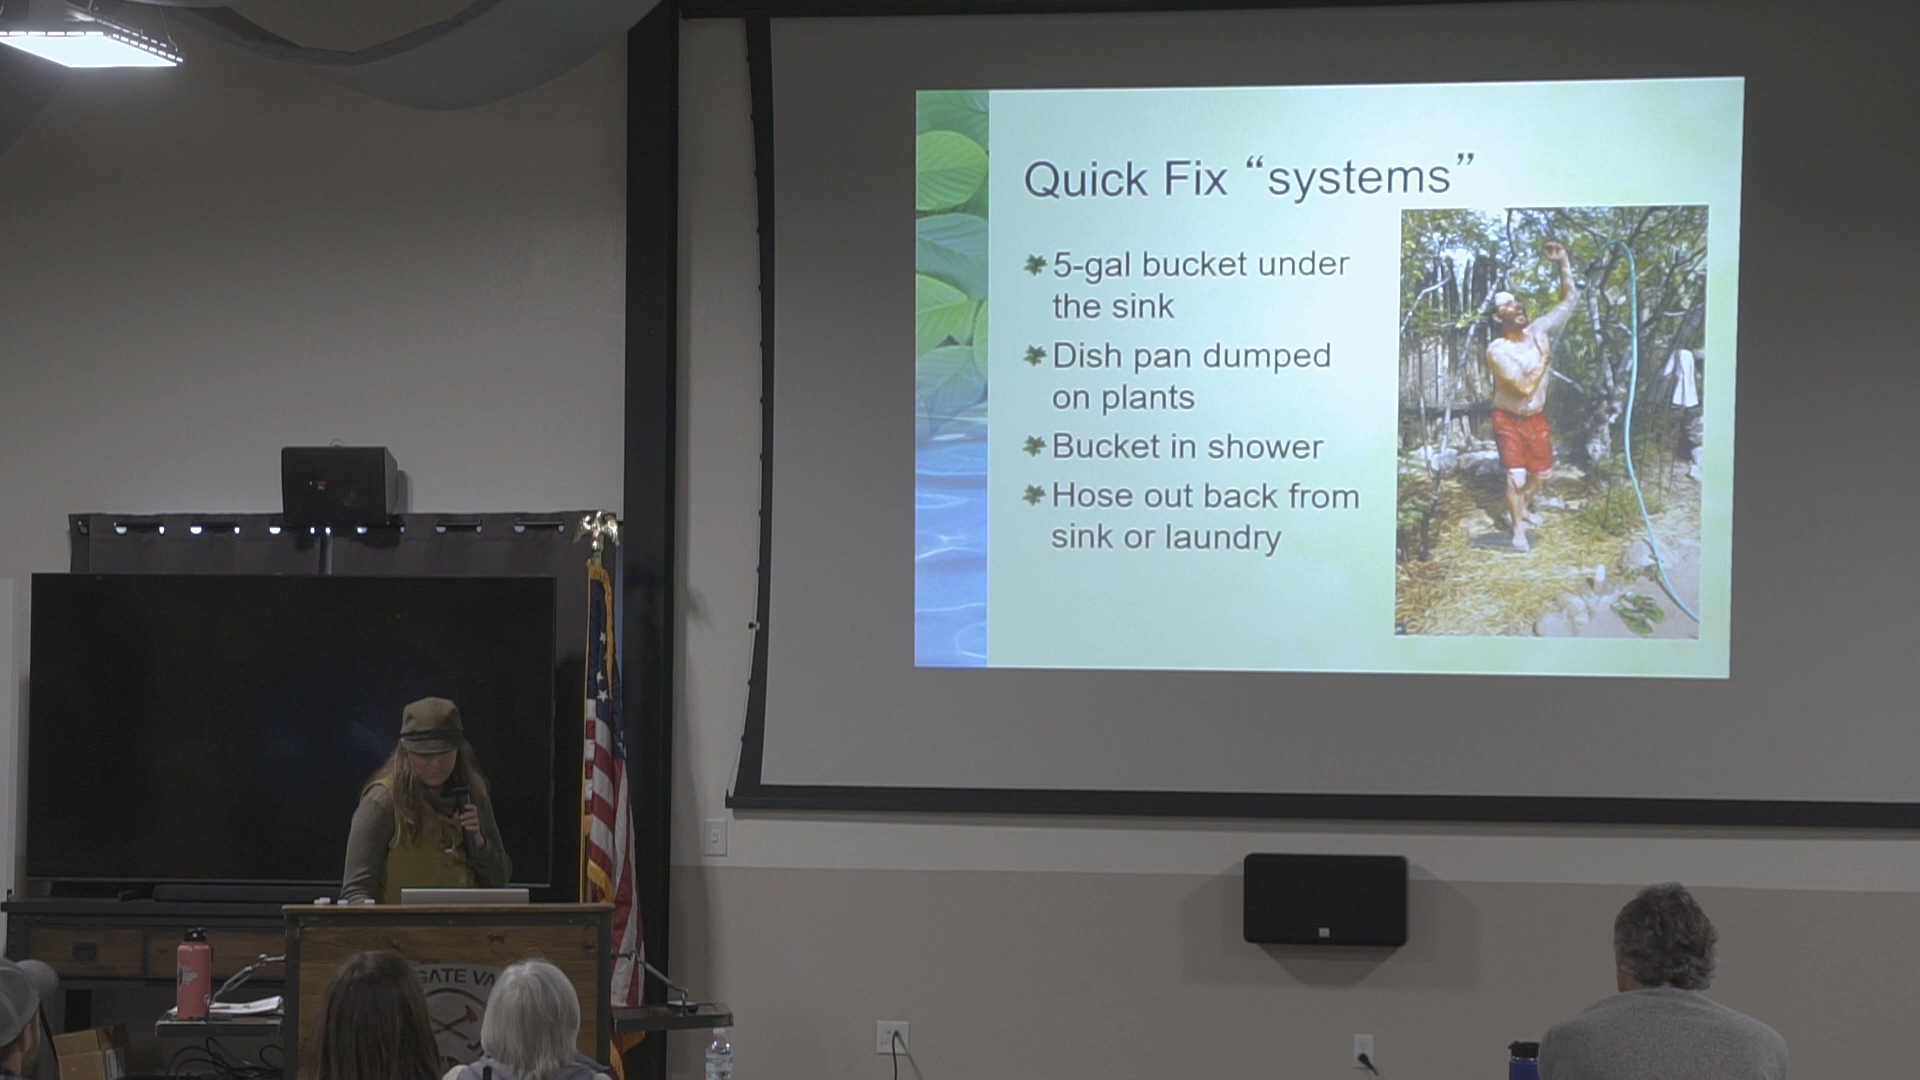 Quick Fix “systems”
5-gal bucket under
the sink
Dish pan dumped
on plants
Bucket in shower
Hose out back from
sink or laundry
GATE VA